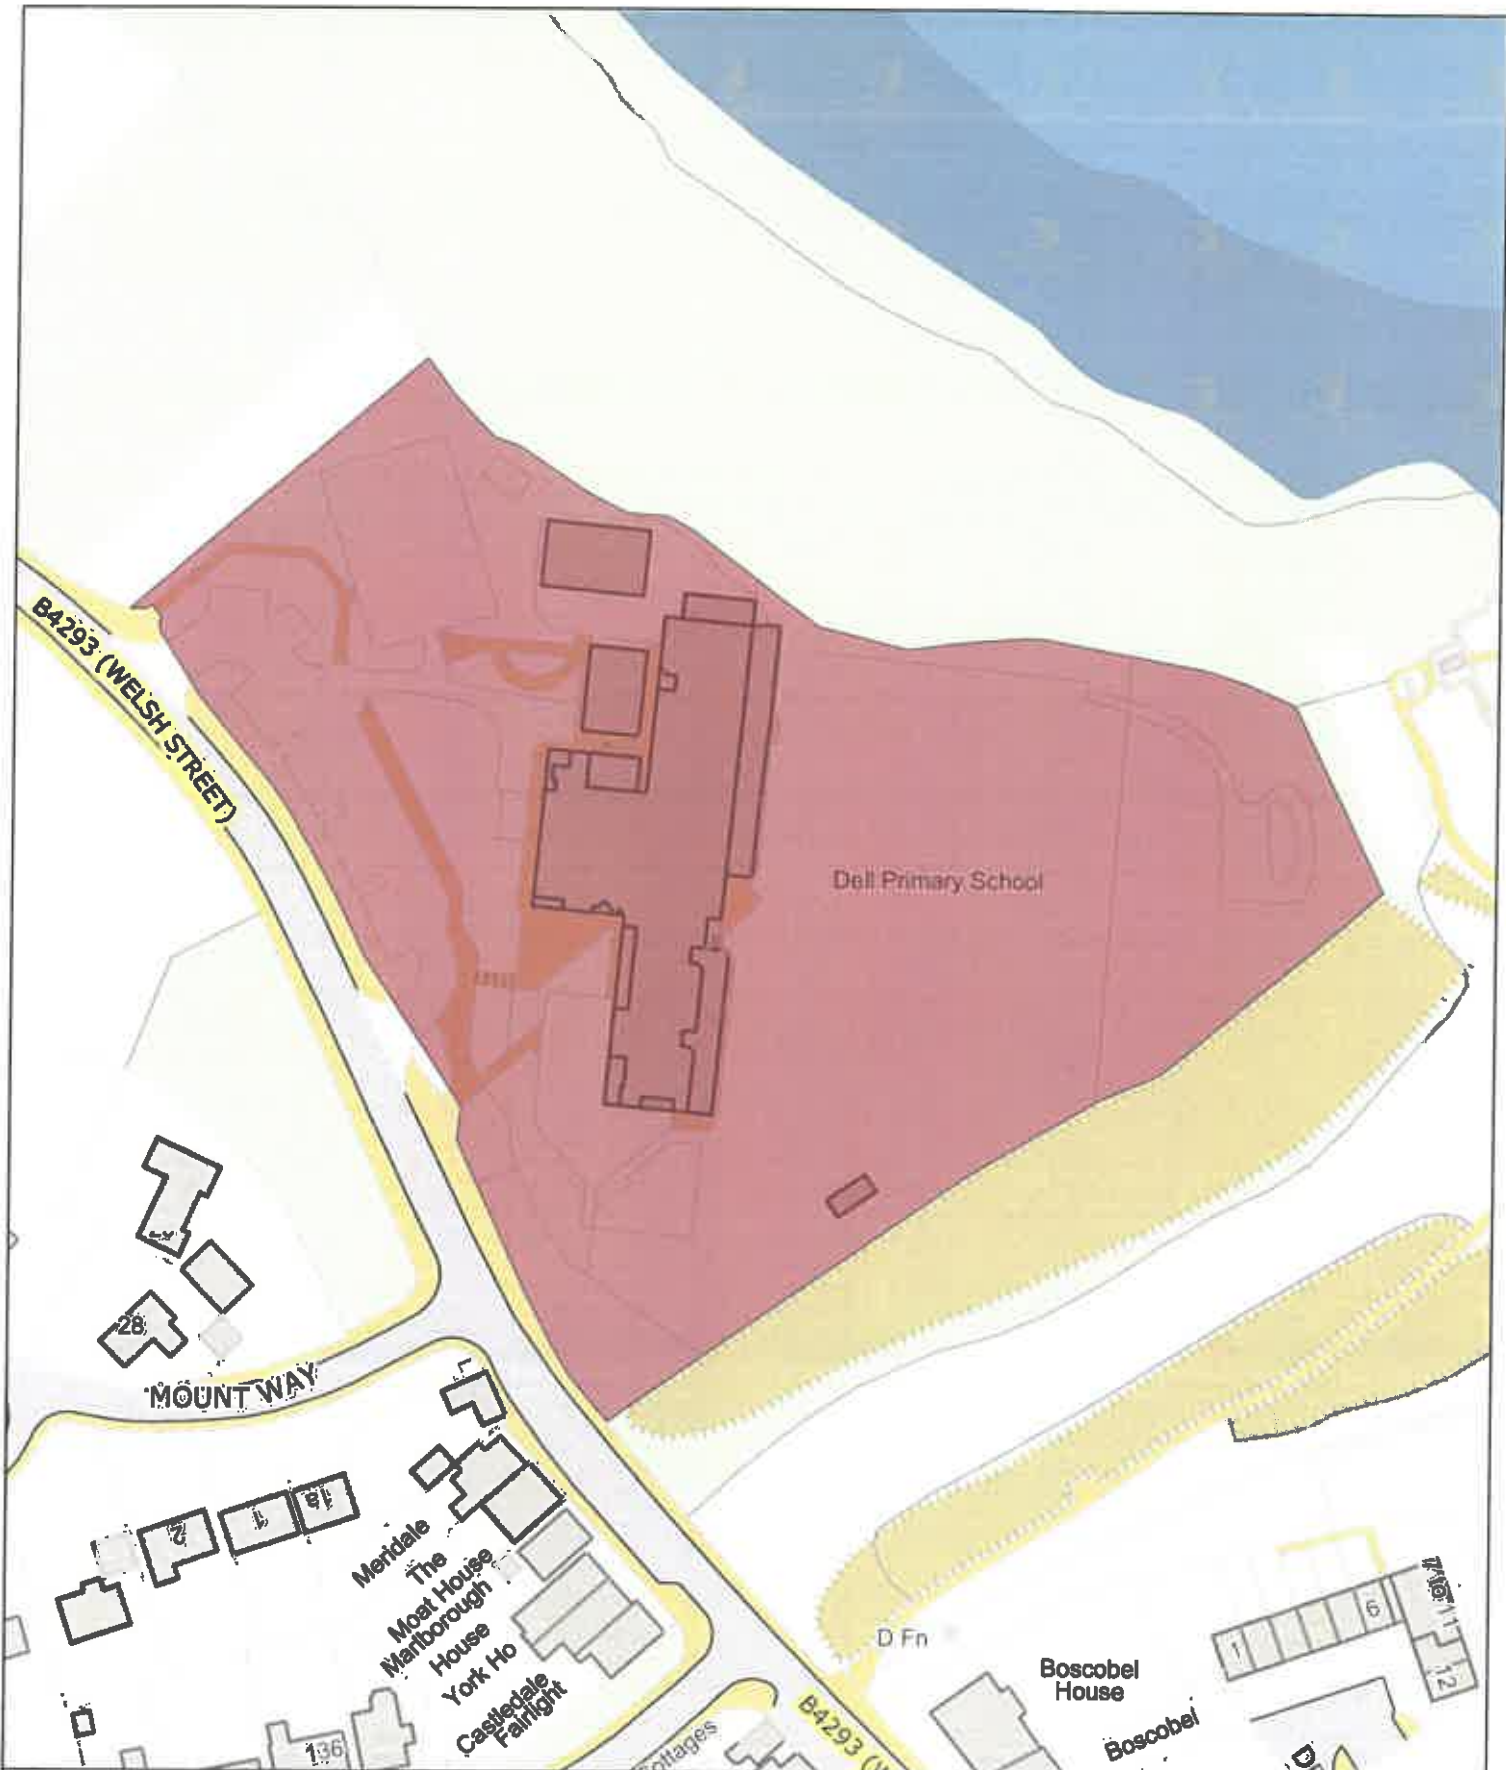 B4293 (WELSH STREET)
Dell Primary School
28
MOUNT WAY
2
1
1a
Meridale
The
Moat House
Marlborough
House
York Ho
Castledale
Fairlight
136
D Fn
Boscobel
House
Boscobel
1
6
11
12
B4293